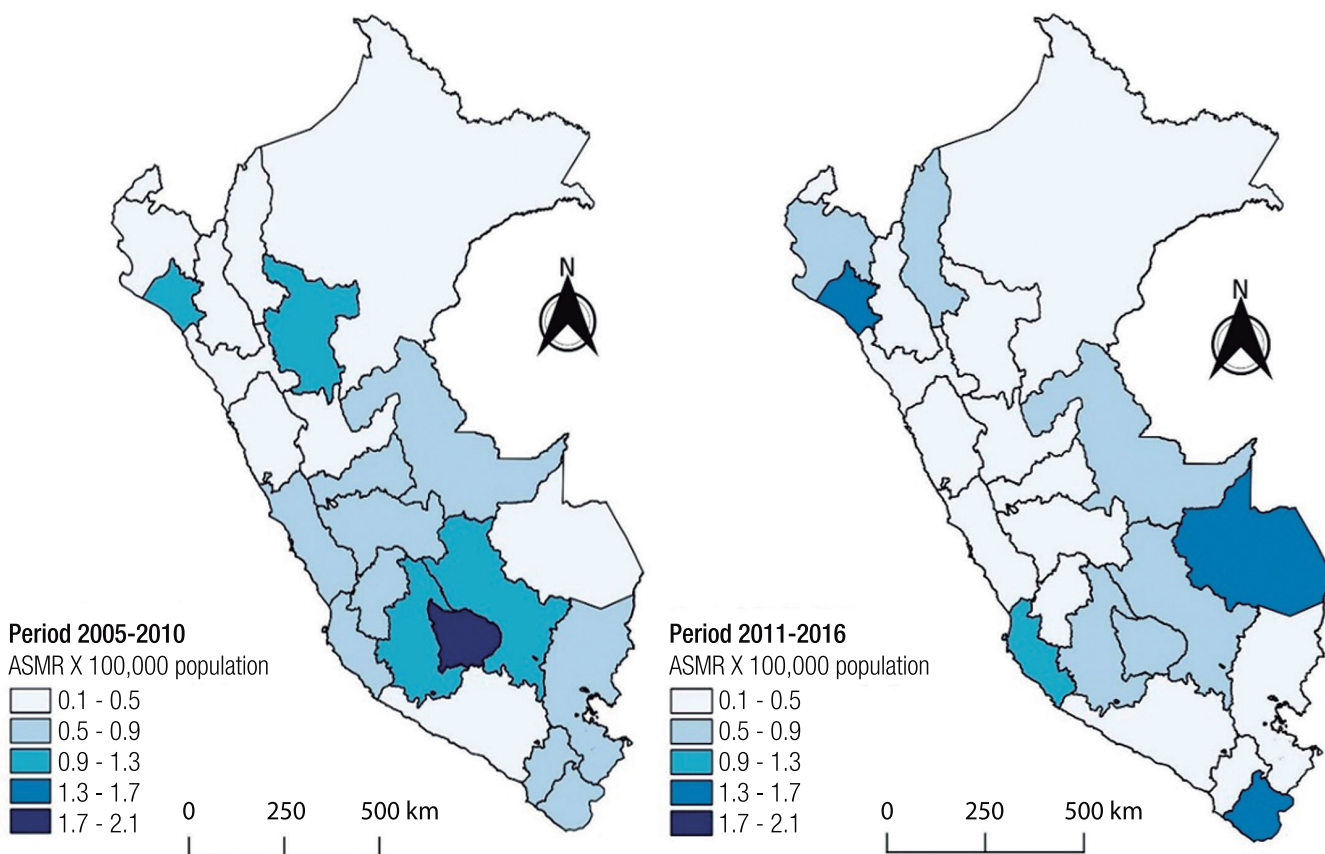 N
Period 2005-2010
ASMR X 100,000 population
0.1 - 0.5
0.5 - 0.9
0.9 - 1.3
1.3 - 1.7
1.7 - 2.1
0 250 500 km
N
Period 2011-2016
ASMR X 100,000 population
0.1 - 0.5
0.5 - 0.9
0.9 - 1.3
1.3 - 1.7
1.7 - 2.1
0 250 500 km